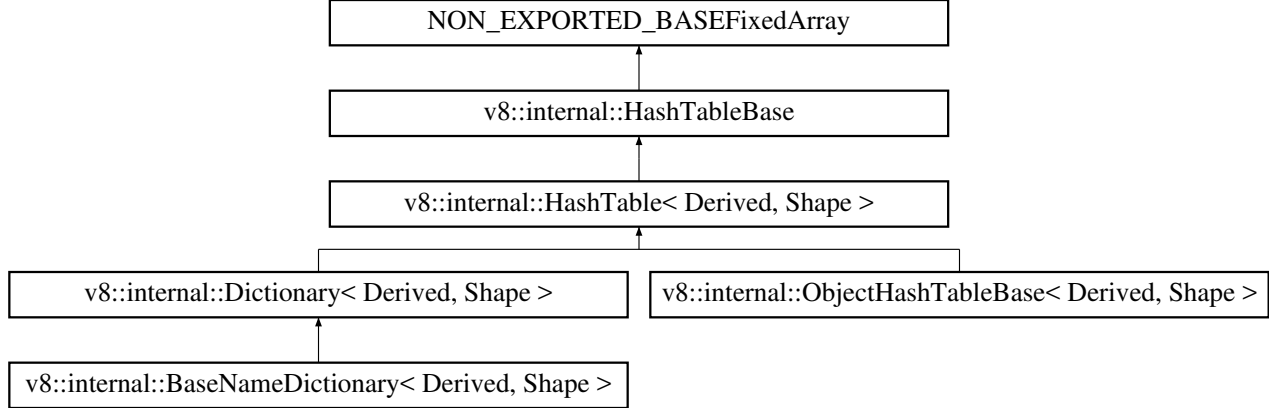 NON_EXPORTED_BASEFixedArray
v8::internal::HashTableBase
v8::internal::HashTable< Derived, Shape >
v8::internal::Dictionary< Derived, Shape >
v8::internal::ObjectHashTableBase< Derived, Shape >
v8::internal::BaseNameDictionary< Derived, Shape >